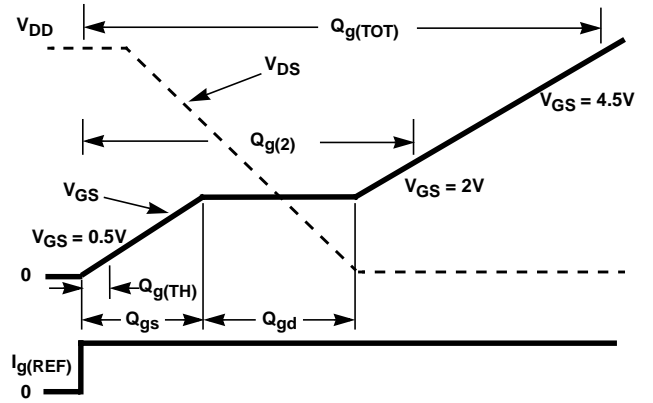 V_DD
Q_g(TOT)
V_DS
V_GS = 4.5V
Q_g(2)
V_GS
V_GS = 2V
V_GS = 0.5V
0
Q_g(TH)
Q_gs
Q_gd
I_g(REF)
0